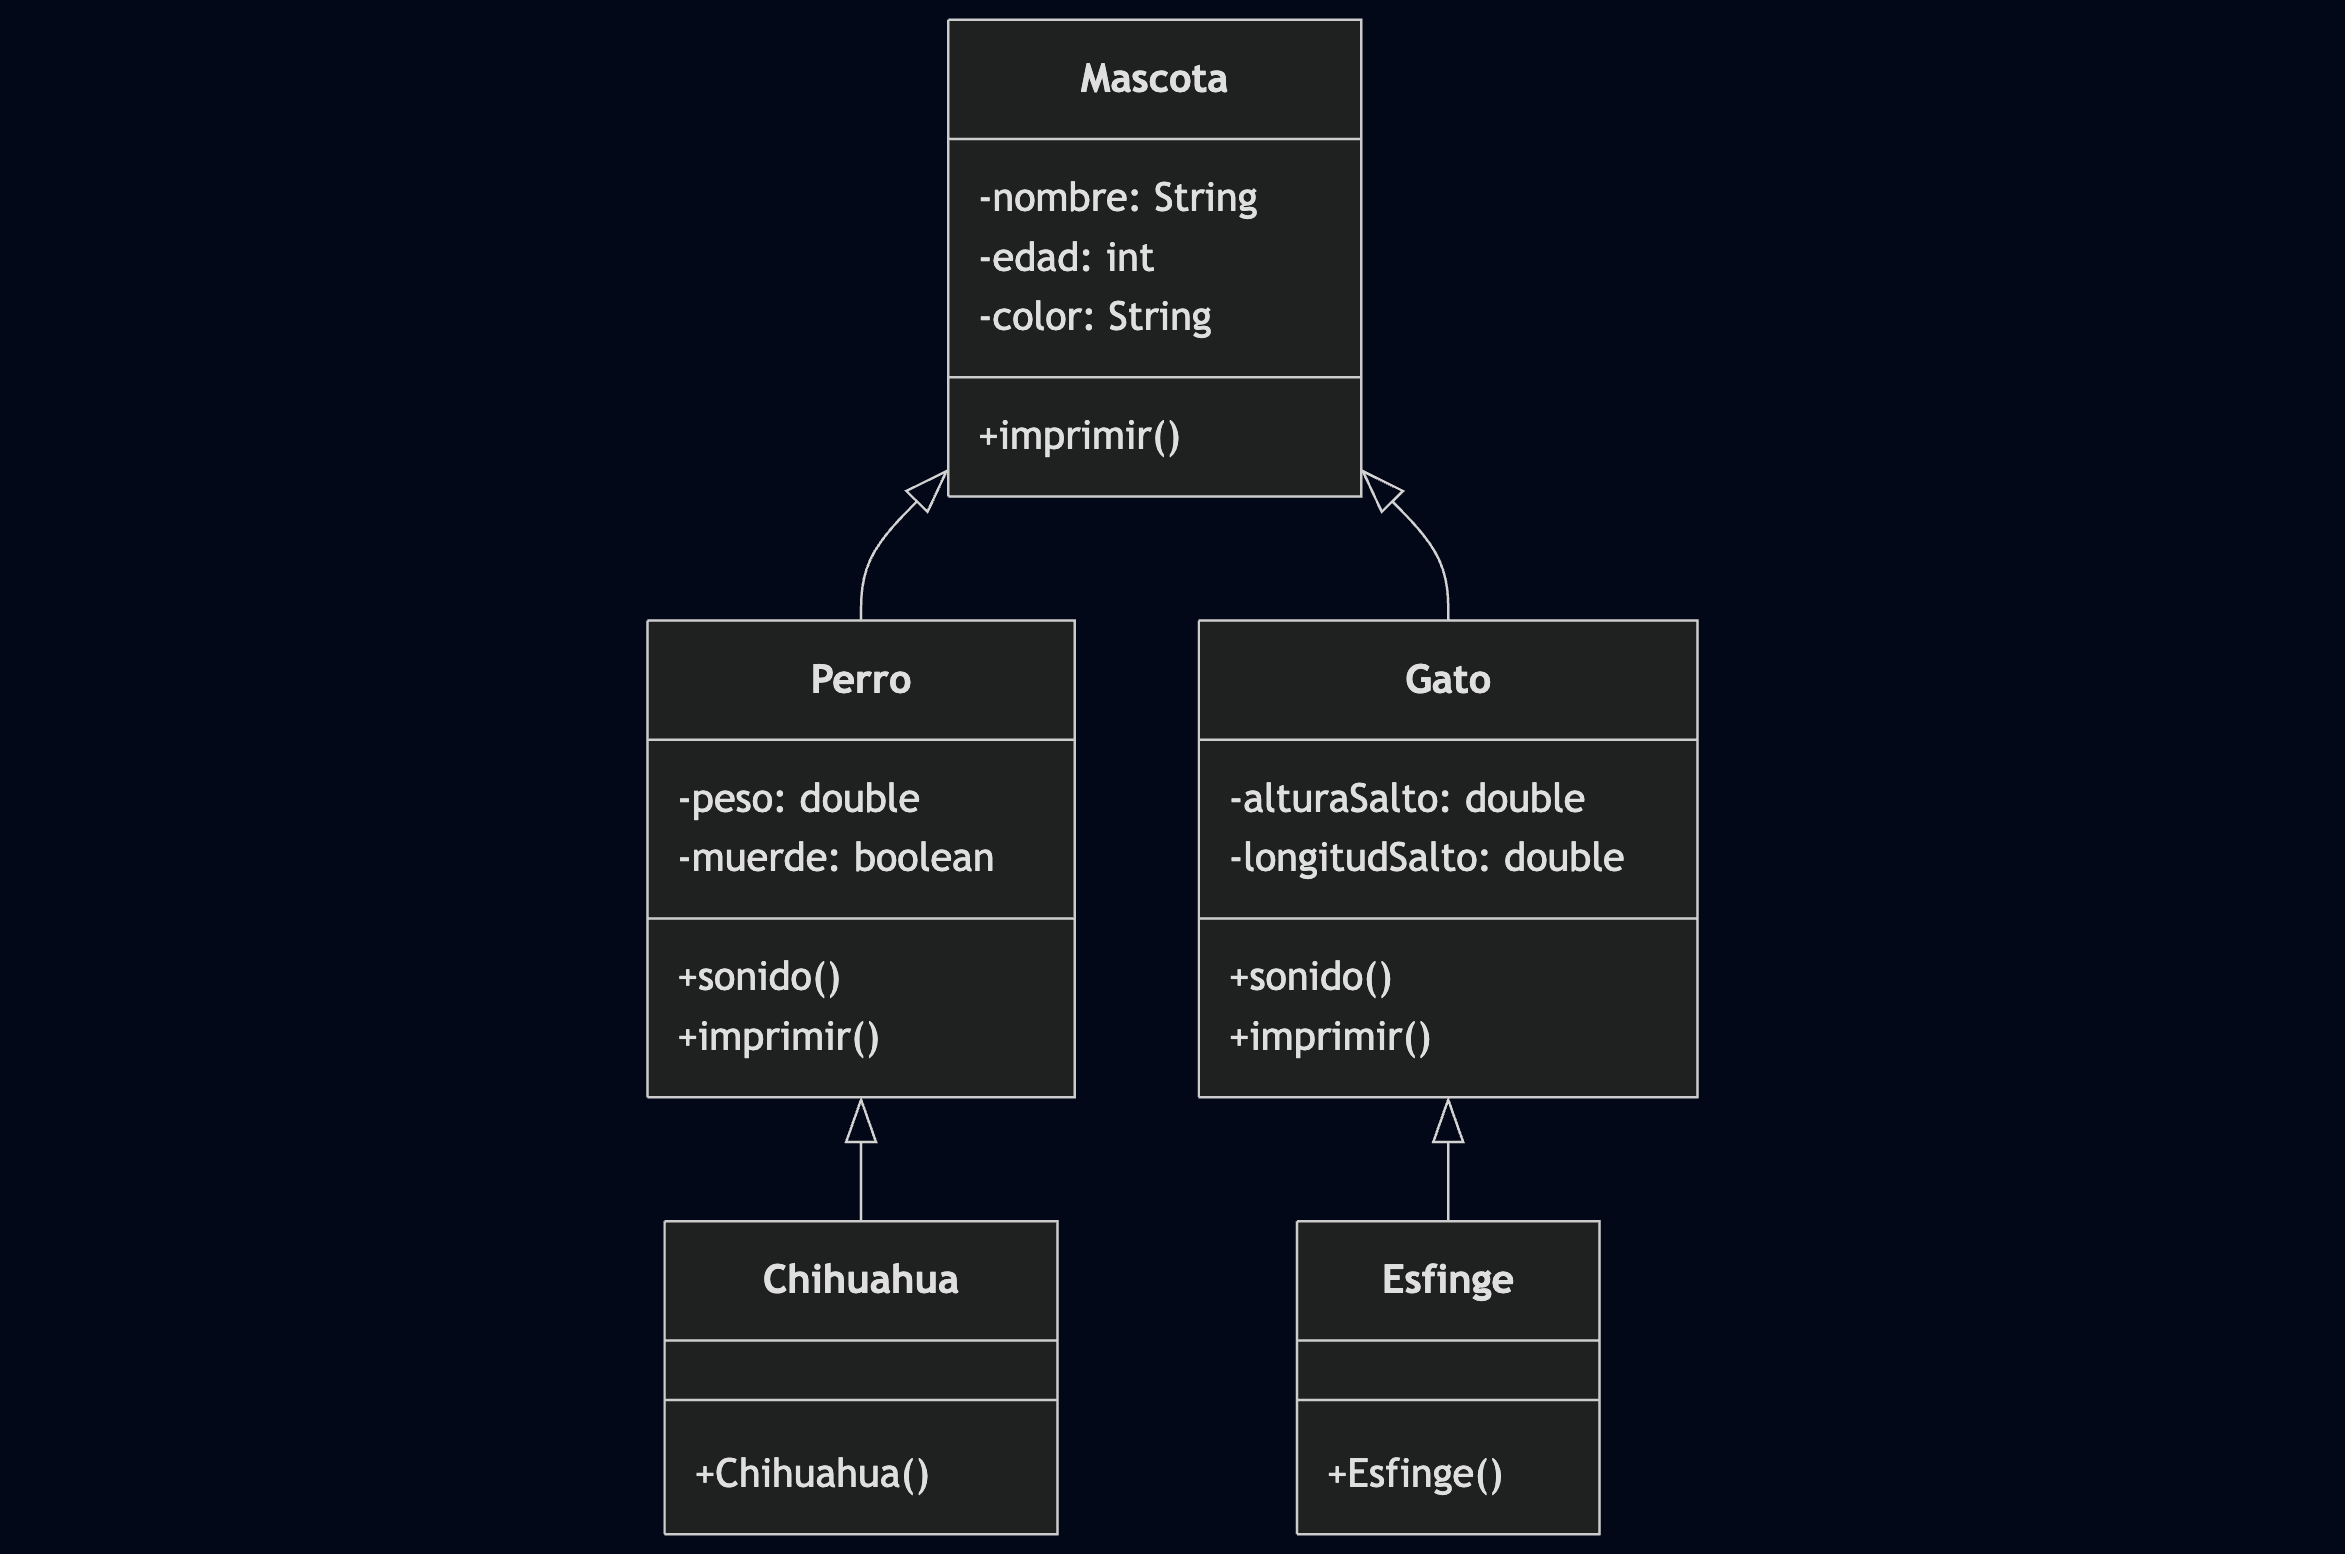 Mascota
-nombre: String
-edad: int
-color: String
+imprimir()
Perro
-peso: double
-muerde: boolean
+sonido()
+imprimir()
Gato
-alturaSalto: double
-longitudSalto: double
+sonido()
+imprimir()
Chihuahua
+Chihuahua()
Esfinge
+Esfinge()